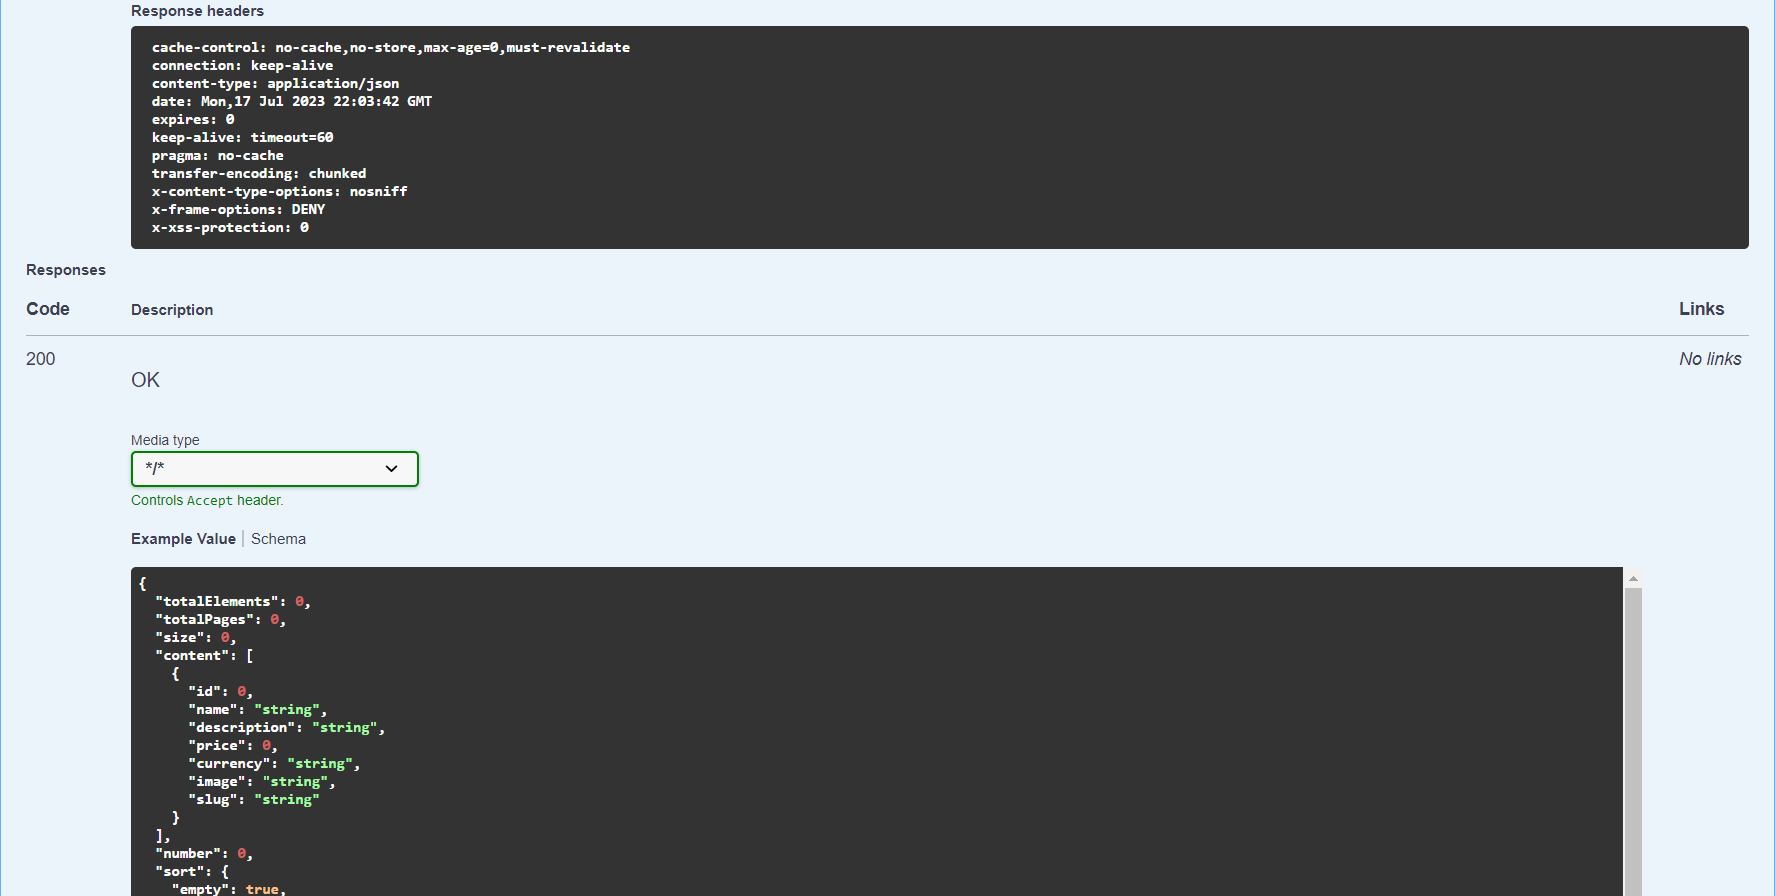 Response headers
cache-control: no-cache,no-store,max-age=0,must-revalidate
connection: keep-alive
content-type: application/json
date: Mon,17 Jul 2023 22:03:42 GMT
expires: 0
keep-alive: timeout=60
pragma: no-cache
transfer-encoding: chunked
x-content-type-options: nosniff
x-frame-options: DENY
x-xss-protection: 0
Responses
Code Description Links
200 No links
OK
Media type
*/*
Controls Accept header.
Example Value Schema
{
  "totalElements": 0,
  "totalPages": 0,
  "size": 0,
  "content": [
    {
      "id": 0,
      "name": "string",
      "description": "string",
      "price": 0,
      "currency": "string",
      "image": "string",
      "slug": "string"
    }
  ],
  "number": 0,
  "sort": {
    "empty": true,